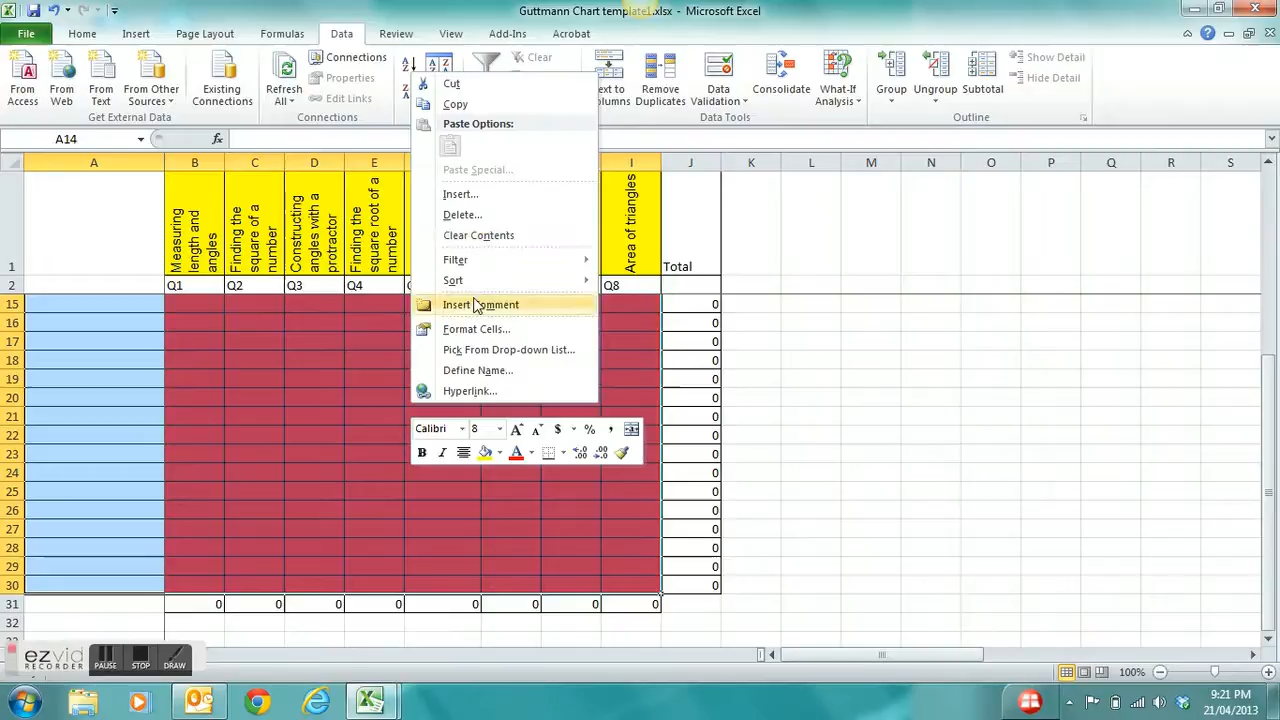 Guttmann Chart template1.xlsx - Microsoft Excel
File Home Insert Page Layout Formulas Data Review View Add-Ins Acrobat
From Access
From Web
From Text
From Other Sources
Existing Connections
Refresh All
Connections
Properties
Edit Links
Clear
Text to Columns
Remove Duplicates
Data Validation
Consolidate
What-If Analysis
Group
Ungroup
Subtotal
Show Detail
Hide Detail
Get External Data
Connections
Data Tools
Outline
A14
fx
A B C D E I J K L M N O P Q R S
1
Measuring length and angles
Finding the square of a number
Constructing angles with a protractor
Finding the square root of a number
Area of triangles
Total
2 Q1 Q2 Q3 Q4 Q8
15 0
16 0
17 0
18 0
19 0
20 0
21 0
22 0
23 0
24 0
25 0
26 0
27 0
28 0
29 0
30 0
31 0 0 0 0 0 0 0 0
32
Cut
Copy
Paste Options:
Paste Special...
Insert...
Delete...
Clear Contents
Filter
Sort
Insert Comment
Format Cells...
Pick From Drop-down List...
Define Name...
Hyperlink...
Calibri 8 A A $ % ,
B I A
ezvid
RECORDER
PAUSE
STOP
DRAW
100%
9:21 PM
21/04/2013